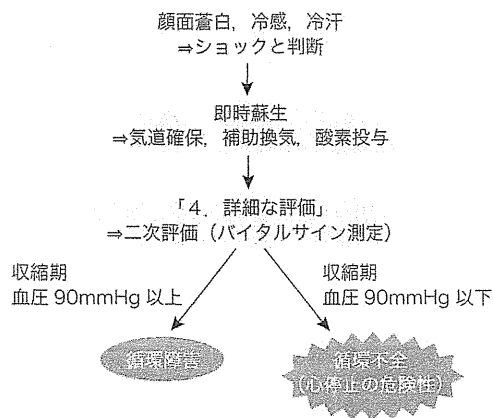 顔面蒼白，冷感，冷汗
⇒ショックと判断
即時蘇生
⇒気道確保，補助換気，酸素投与
「4．詳細な評価」
⇒二次評価（バイタルサイン測定）
収縮期
血圧 90mmHg 以上
収縮期
血圧 90mmHg 以下
循環障害
循環不全
（心停止の危険性）